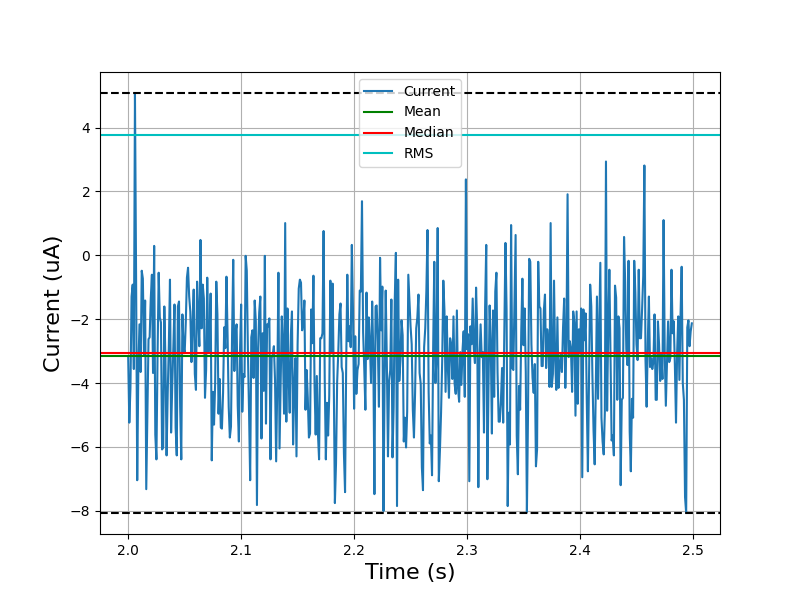 Current
Mean
Median
RMS
4
2
0
−2
−4
−6
−8
Current (uA)
2.0 2.1 2.2 2.3 2.4 2.5
Time (s)